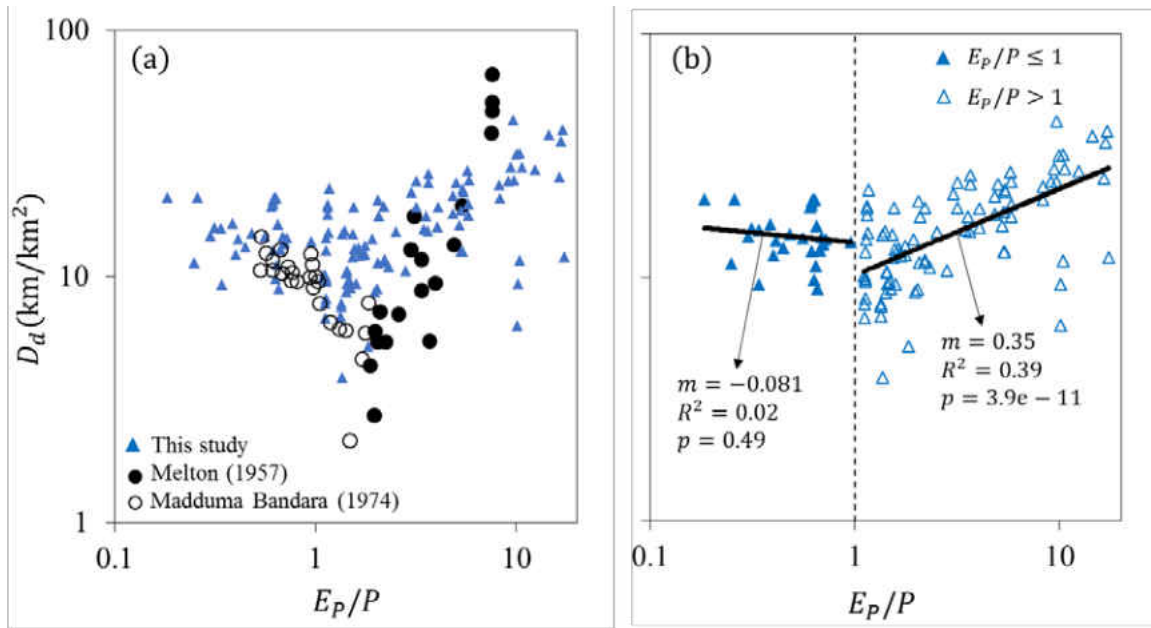 100
(a)
10
1
D_d(km/km²)
This study
Melton (1957)
Madduma Bandara (1974)
0.1
1
10
E_P/P
(b)
E_P/P ≤ 1
E_P/P > 1
m = −0.081
R² = 0.02
p = 0.49
m = 0.35
R² = 0.39
p = 3.9e − 11
0.1
1
10
E_P/P